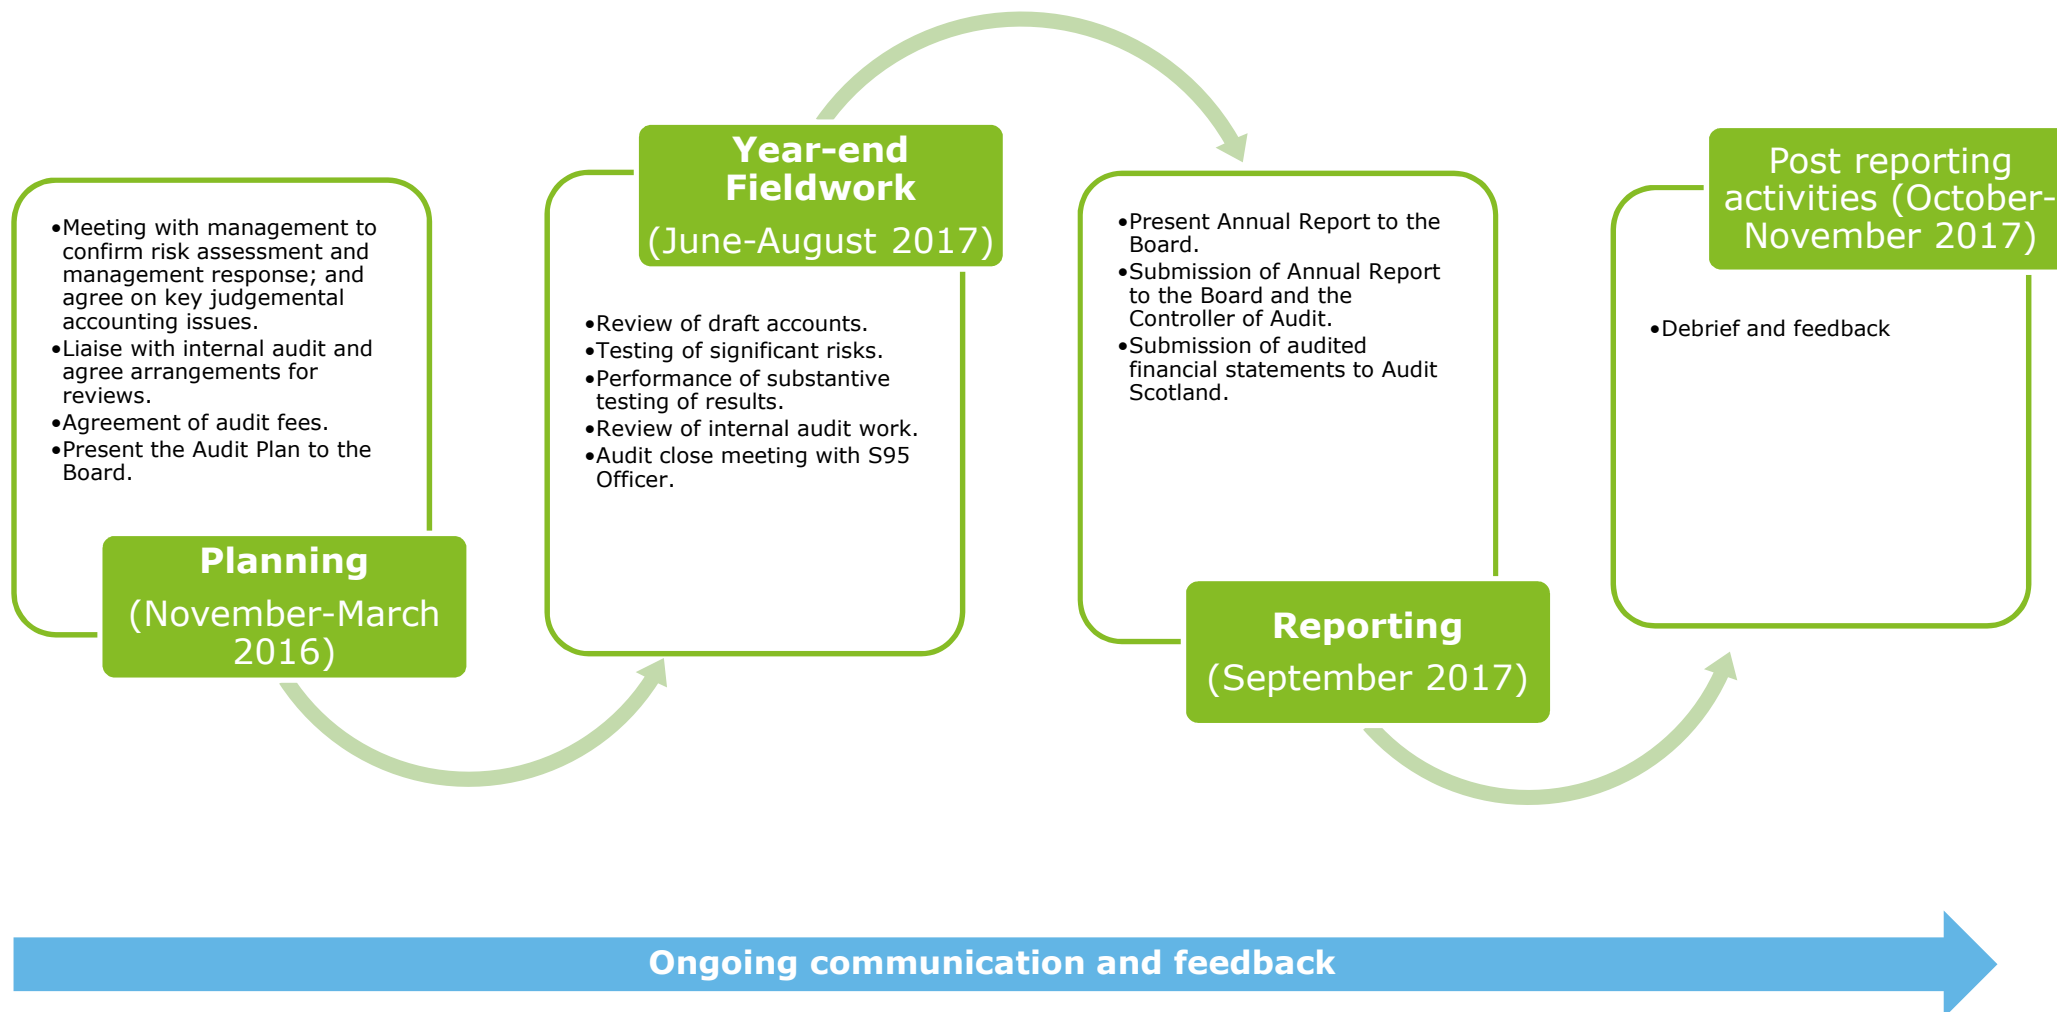 •Meeting with management to
confirm risk assessment and
management response; and
agree on key judgemental
accounting issues.
•Liaise with internal audit and
agree arrangements for
reviews.
•Agreement of audit fees.
•Present the Audit Plan to the
Board.
Planning
(November-March
2016)
Year-end
Fieldwork
(June-August 2017)
•Review of draft accounts.
•Testing of significant risks.
•Performance of substantive
testing of results.
•Review of internal audit work.
•Audit close meeting with S95
Officer.
•Present Annual Report to the
Board.
•Submission of Annual Report
to the Board and the
Controller of Audit.
•Submission of audited
financial statements to Audit
Scotland.
Reporting
(September 2017)
Post reporting
activities (October-
November 2017)
•Debrief and feedback
Ongoing communication and feedback